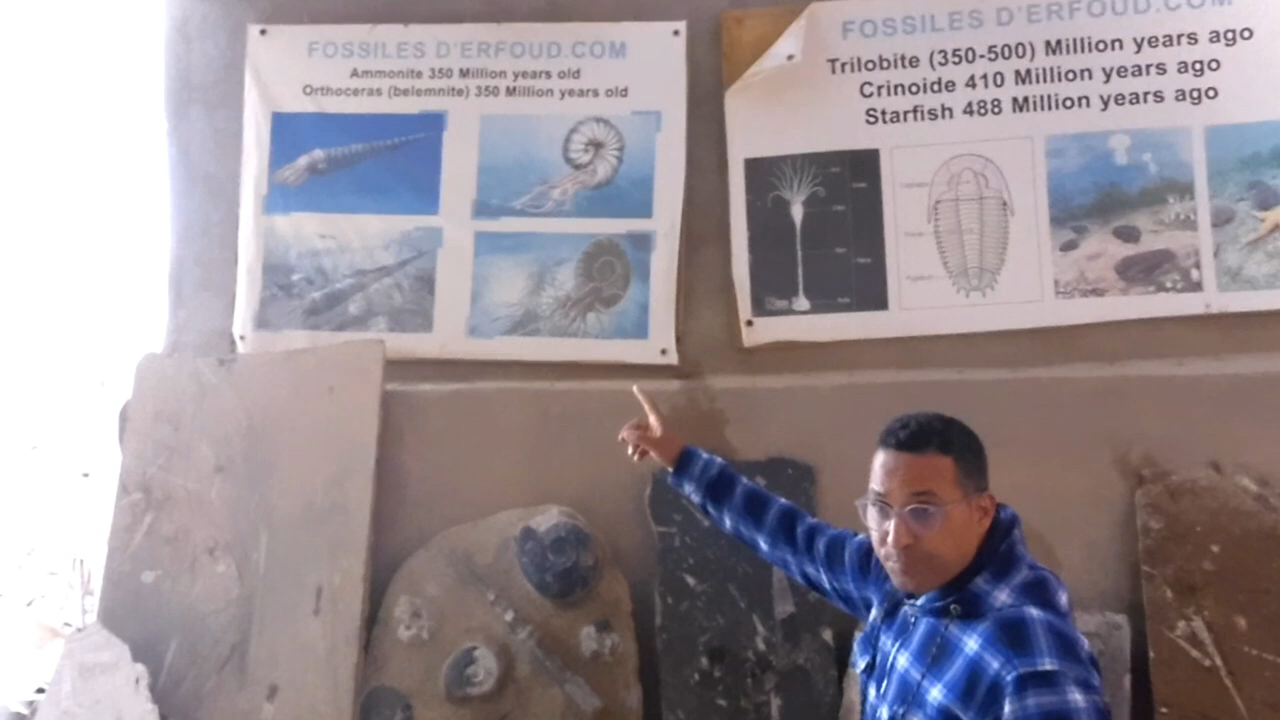 FOSSILES D'ERFOUD.COM
Ammonite 350 Million years old
Orthoceras (belemnite) 350 Million years old
FOSSILES D'ERFOUD.COM
Trilobite (350-500) Million years ago
Crinoide 410 Million years ago
Starfish 488 Million years ago